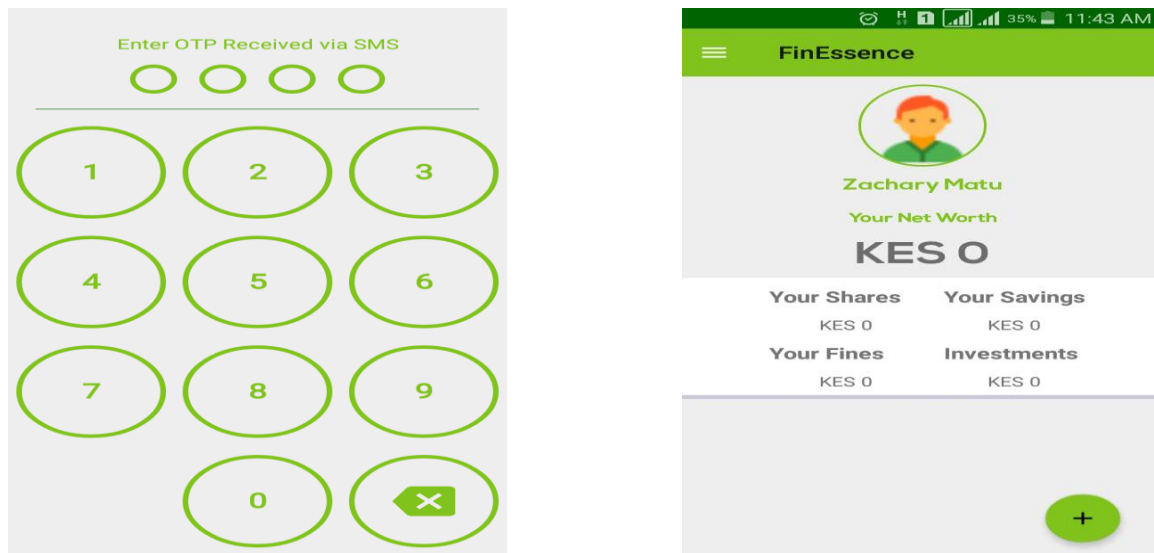 Enter OTP Received via SMS
1 2 3
4 5 6
7 8 9
0
H 1 35% 11:43 AM
FinEssence
Zachary Matu
Your Net Worth
KES 0
Your Shares Your Savings
KES 0 KES 0
Your Fines Investments
KES 0 KES 0
+